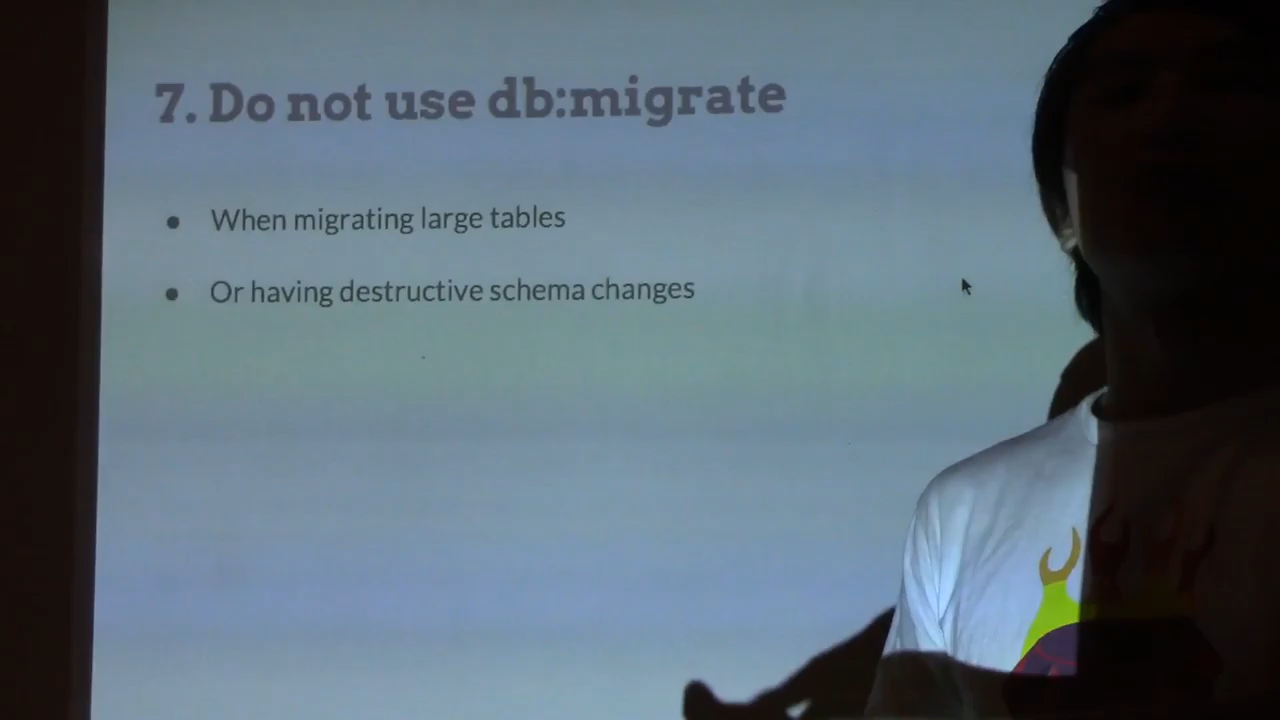 7. Do not use db:migrate
● When migrating large tables
● Or having destructive schema changes